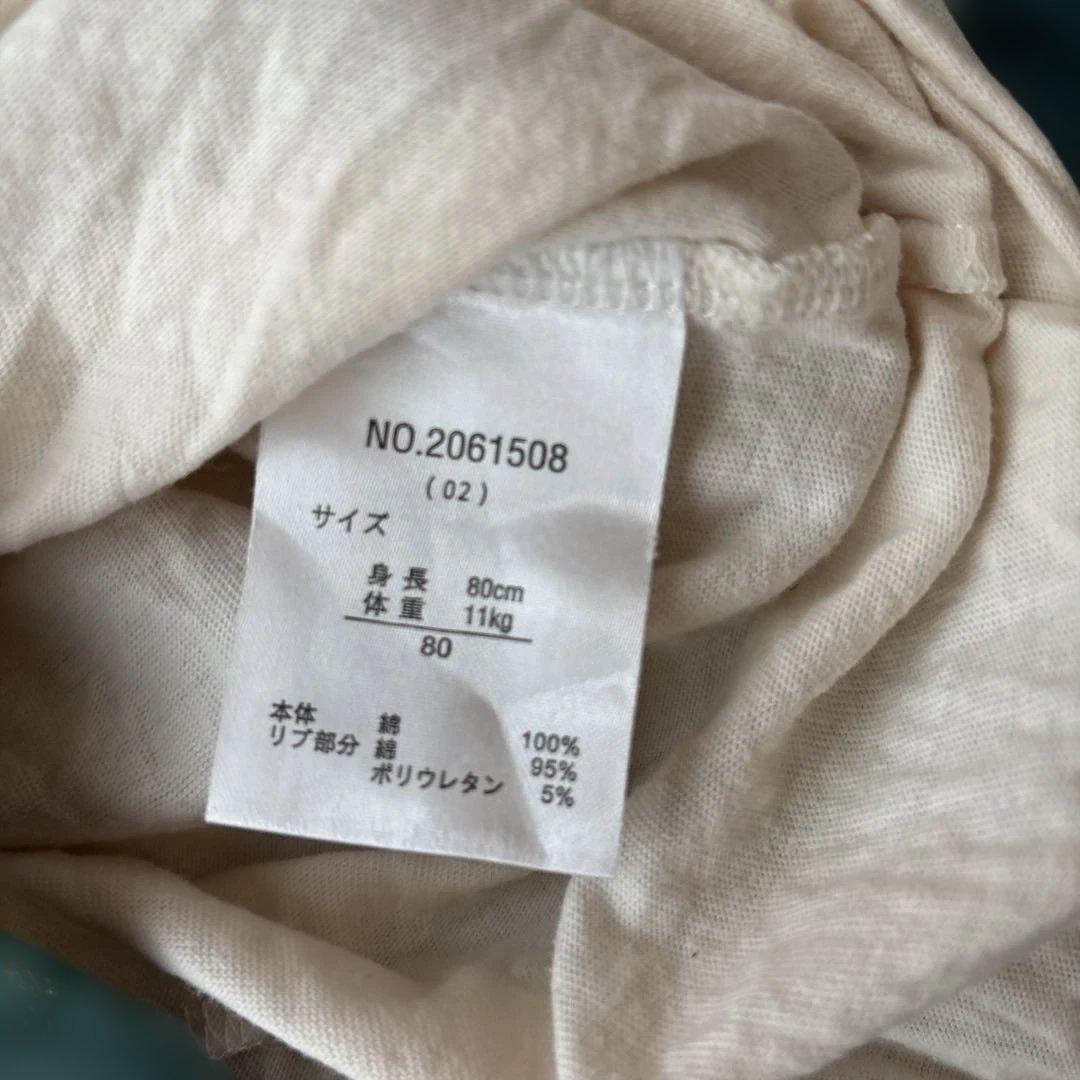 NO.2061508
(02)
サイズ
身長 80cm
体重 11kg
80
本体 綿 100%
リブ部分 綿 95%
ポリウレタン 5%